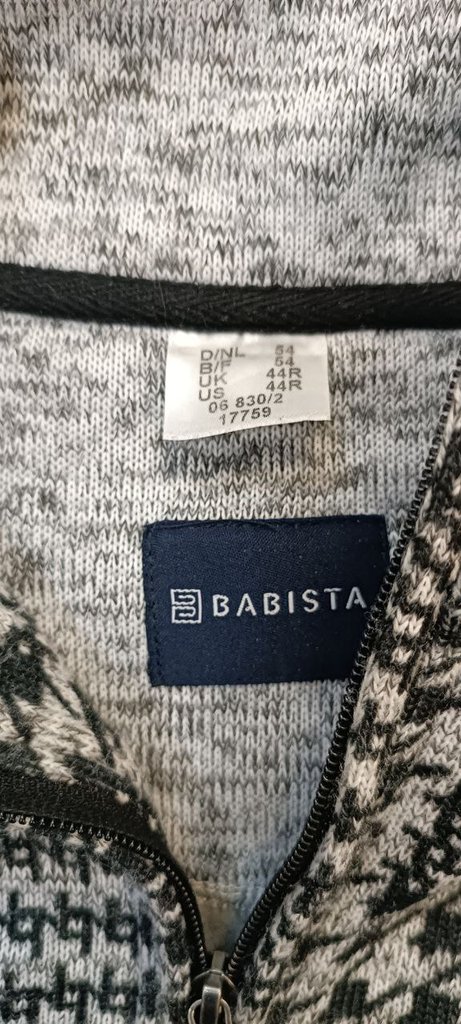 D/NL 54
B/F 54
UK 44R
US 44R
06 830/2
17759
BABISTA